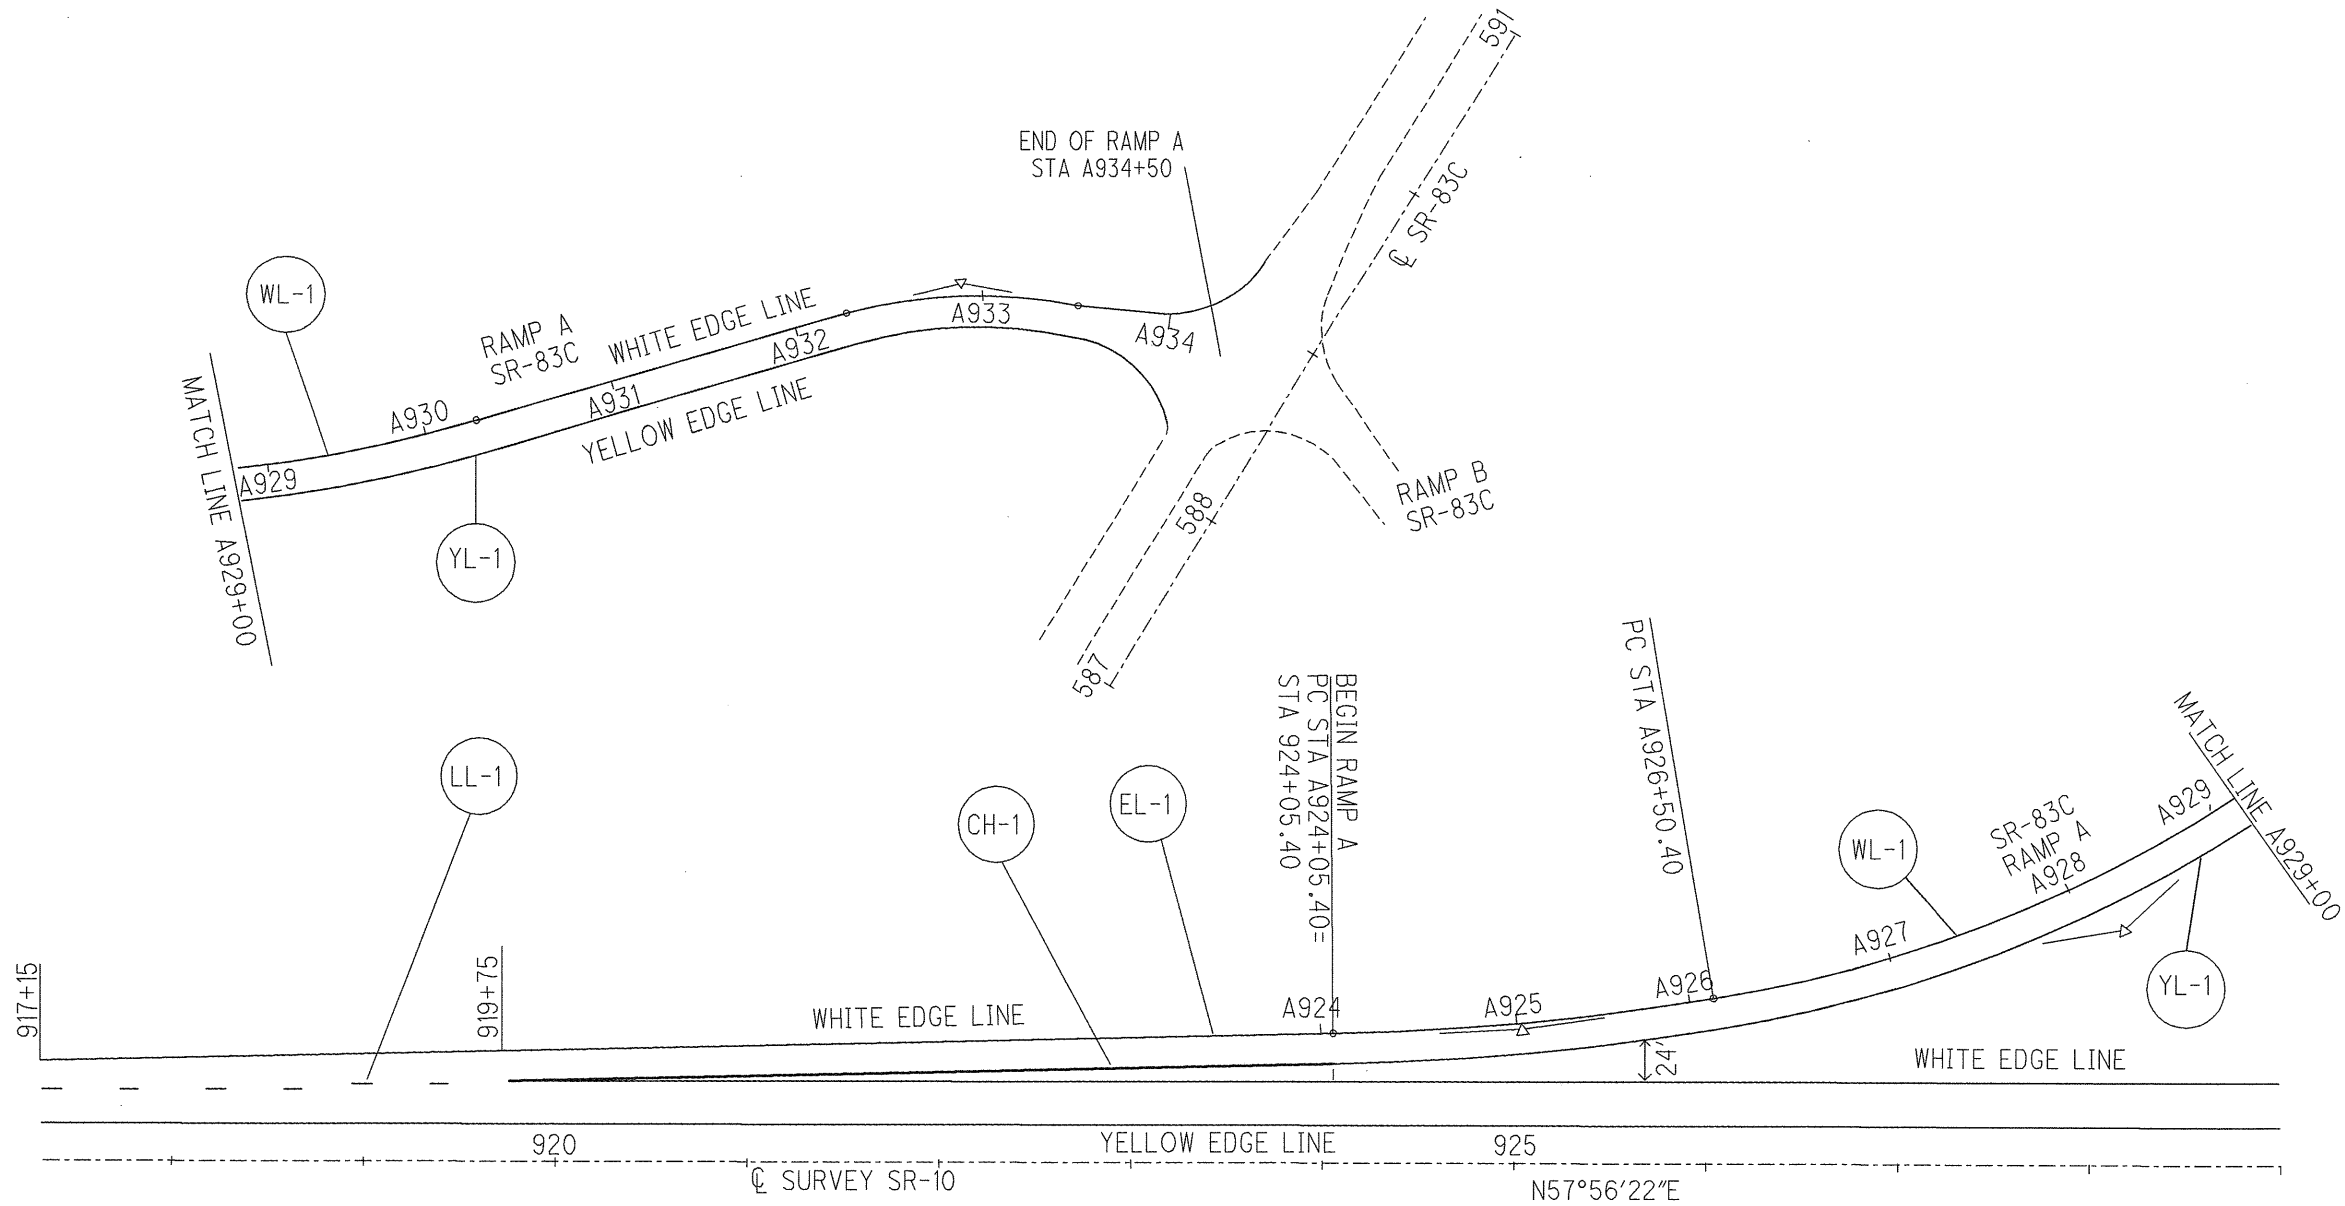 591
END OF RAMP A
STA A934+50
℄ SR-83C
WL-1
RAMP A
SR-83C
WHITE EDGE LINE
A933
A934
A932
A931
A930
A929
YELLOW EDGE LINE
MATCH LINE A929+00
YL-1
RAMP B
SR-83C
588
587
BEGIN RAMP A
PC STA A924+05.40=
STA 924+05.40
PC STA A926+50.40
MATCH LINE A929+00
LL-1
CH-1
EL-1
WL-1
SR-83C
RAMP A
A929
A928
A927
A926
A925
A924
YL-1
917+15
919+75
WHITE EDGE LINE
24'
WHITE EDGE LINE
920
YELLOW EDGE LINE
925
℄ SURVEY SR-10
N57°56'22"E